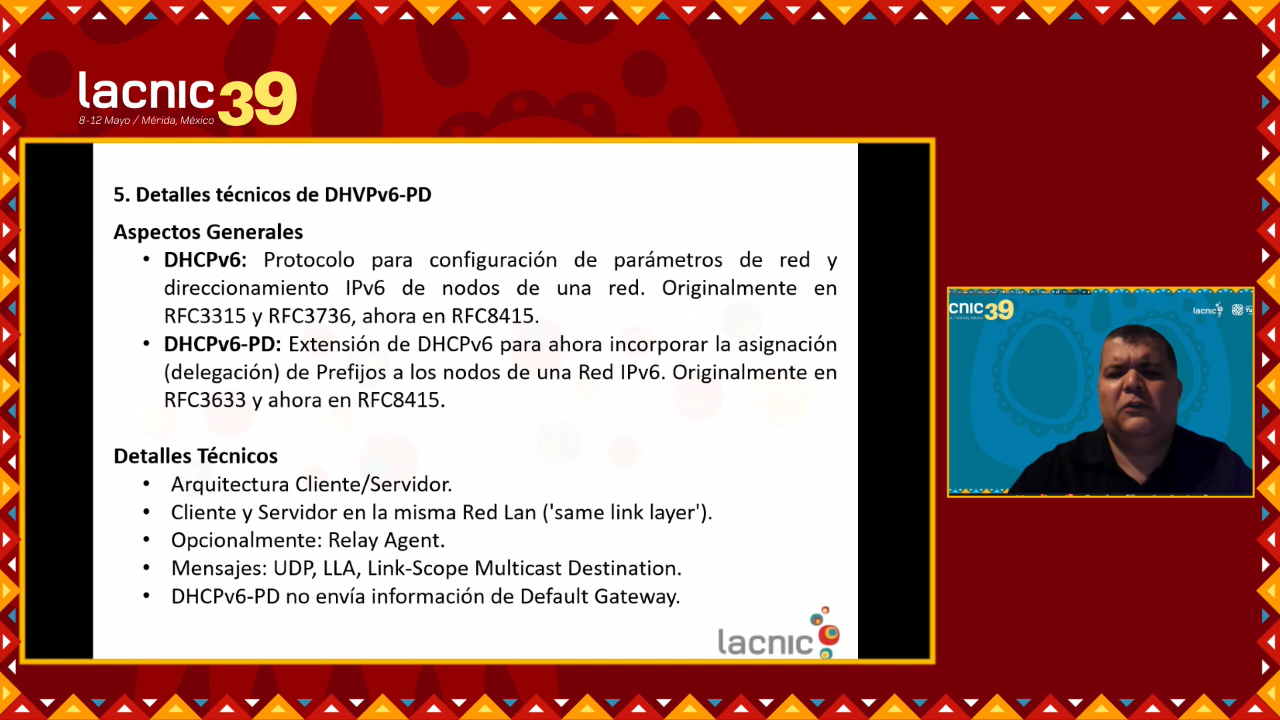 lacnic 39
8-12 Mayo / Mérida, México
5. Detalles técnicos de DHVPv6-PD
Aspectos Generales
• DHCPv6: Protocolo para configuración de parámetros de red y
direccionamiento IPv6 de nodos de una red. Originalmente en
RFC3315 y RFC3736, ahora en RFC8415.
• DHCPv6-PD: Extensión de DHCPv6 para ahora incorporar la asignación
(delegación) de Prefijos a los nodos de una Red IPv6. Originalmente en
RFC3633 y ahora en RFC8415.
Detalles Técnicos
• Arquitectura Cliente/Servidor.
• Cliente y Servidor en la misma Red Lan ('same link layer').
• Opcionalmente: Relay Agent.
• Mensajes: UDP, LLA, Link-Scope Multicast Destination.
• DHCPv6-PD no envía información de Default Gateway.
lacnic
cnic39
lacnic